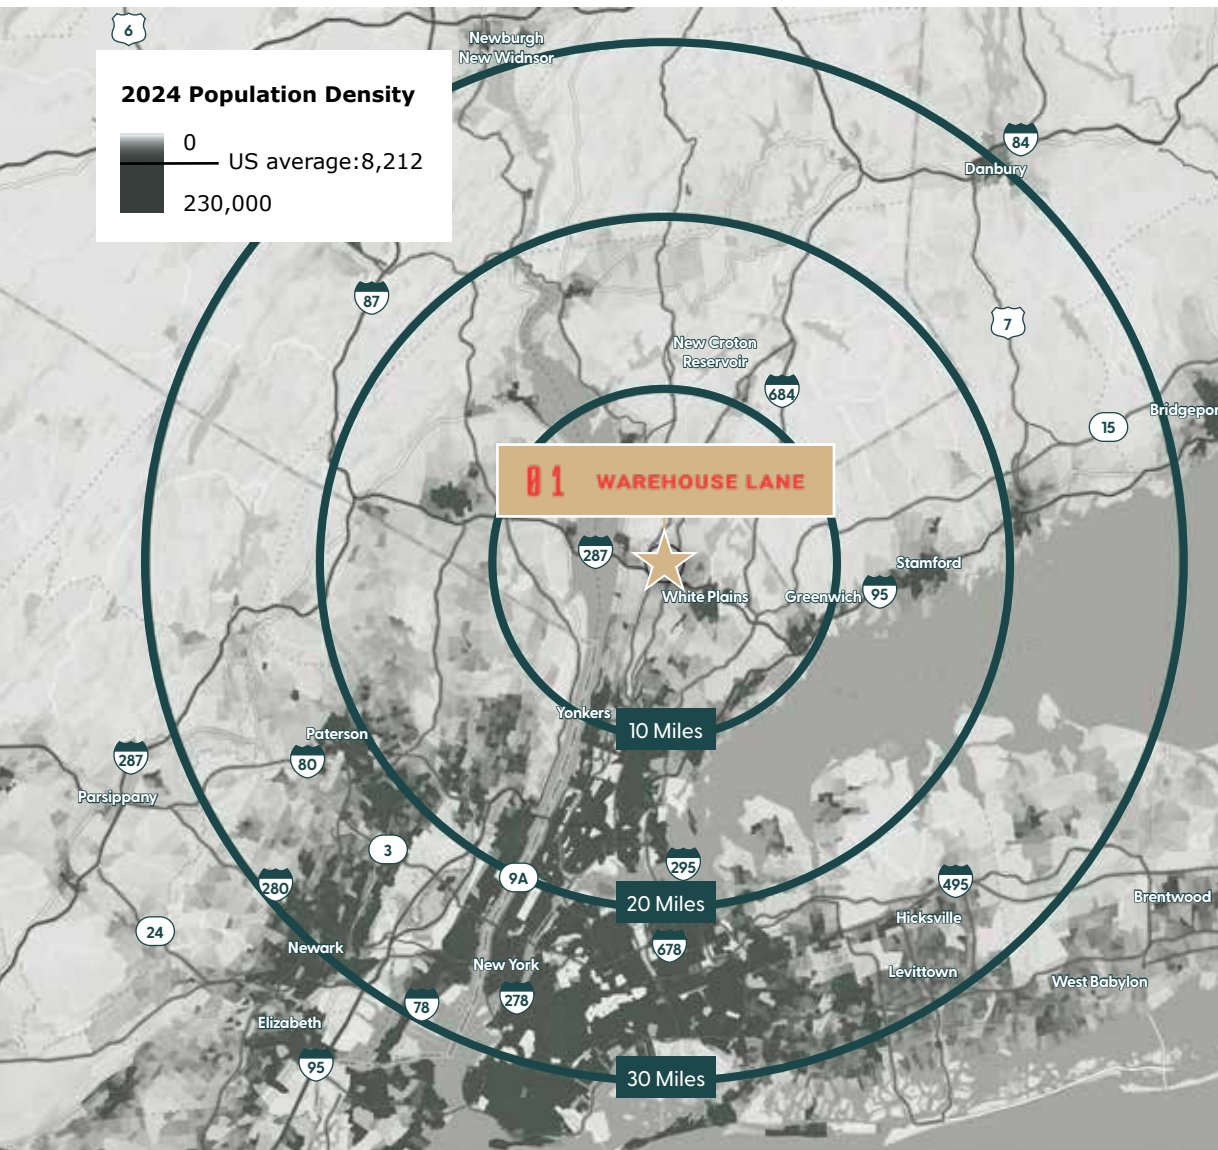 6
Newburgh
New Widnsor
2024 Population Density
0
US average:8,212
230,000
84
Danbury
87
7
New Croton
Reservoir
684
Bridgepor
15
01 WAREHOUSE LANE
287
Stamford
White Plains
Greenwich
95
Yonkers
10 Miles
Paterson
80
287
Parsippany
3
9A
295
280
495
20 Miles
Brentwood
Hicksville
24
Newark
678
New York
Levittown
West Babylon
278
78
Elizabeth
95
30 Miles